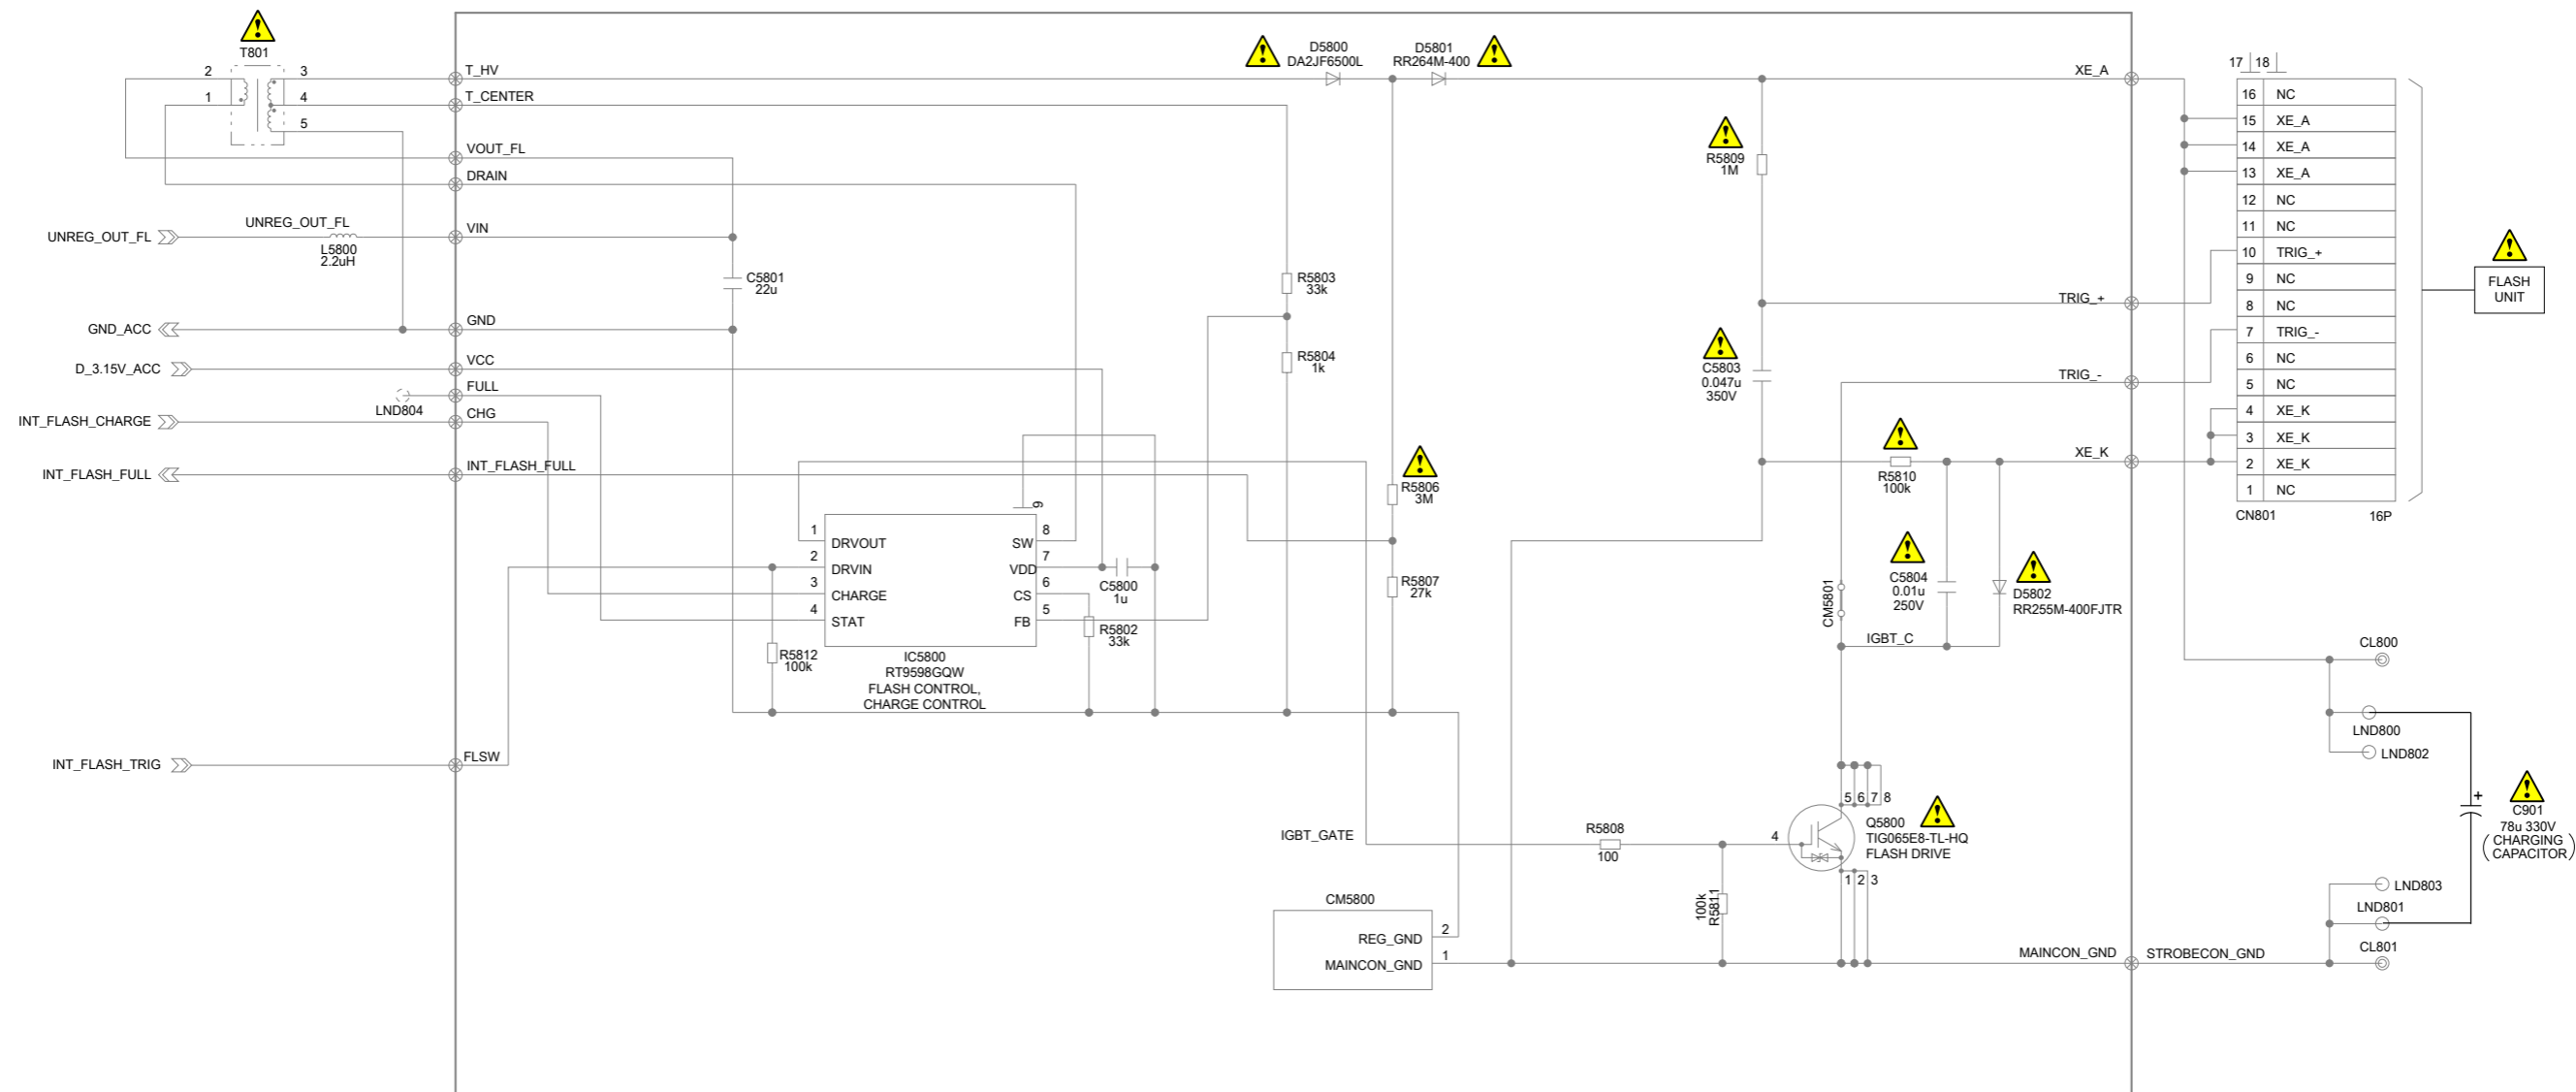 T801
2
1
3
4
5
T_HV
T_CENTER
VOUT_FL
DRAIN
UNREG_OUT_FL
UNREG_OUT_FL
L5800
2.2uH
VIN
GND_ACC
GND
D_3.15V_ACC
VCC
LND804
FULL
INT_FLASH_CHARGE
CHG
INT_FLASH_FULL
INT_FLASH_FULL
INT_FLASH_TRIG
FLSW
C5801
22u
D5800
DA2JF6500L
D5801
RR264M-400
R5803
33k
R5804
1k
R5806
3M
R5807
27k
1
2
3
4
DRVOUT
DRVIN
CHARGE
STAT
SW
VDD
CS
FB
9
8
7
6
5
C5800
1u
R5802
33k
R5812
100k
IC5800
RT9598GQW
FLASH CONTROL,
CHARGE CONTROL
R5809
1M
C5803
0.047u
350V
R5810
100k
C5804
0.01u
250V
D5802
RR255M-400FJTR
CM5801
IGBT_C
XE_A
TRIG_+
TRIG_-
XE_K
IGBT_GATE
R5808
100
100k
R5811
4
5 6 7 8
Q5800
TIG065E8-TL-HQ
FLASH DRIVE
1 2 3
CM5800
REG_GND
MAINCON_GND
2
1
MAINCON_GND
STROBECON_GND
17 18
16 NC
15 XE_A
14 XE_A
13 XE_A
12 NC
11 NC
10 TRIG_+
9 NC
8 NC
7 TRIG_-
6 NC
5 NC
4 XE_K
3 XE_K
2 XE_K
1 NC
CN801
16P
FLASH
UNIT
CL800
LND800
LND802
+
C901
78u 330V
(CHARGING
CAPACITOR)
LND803
LND801
CL801